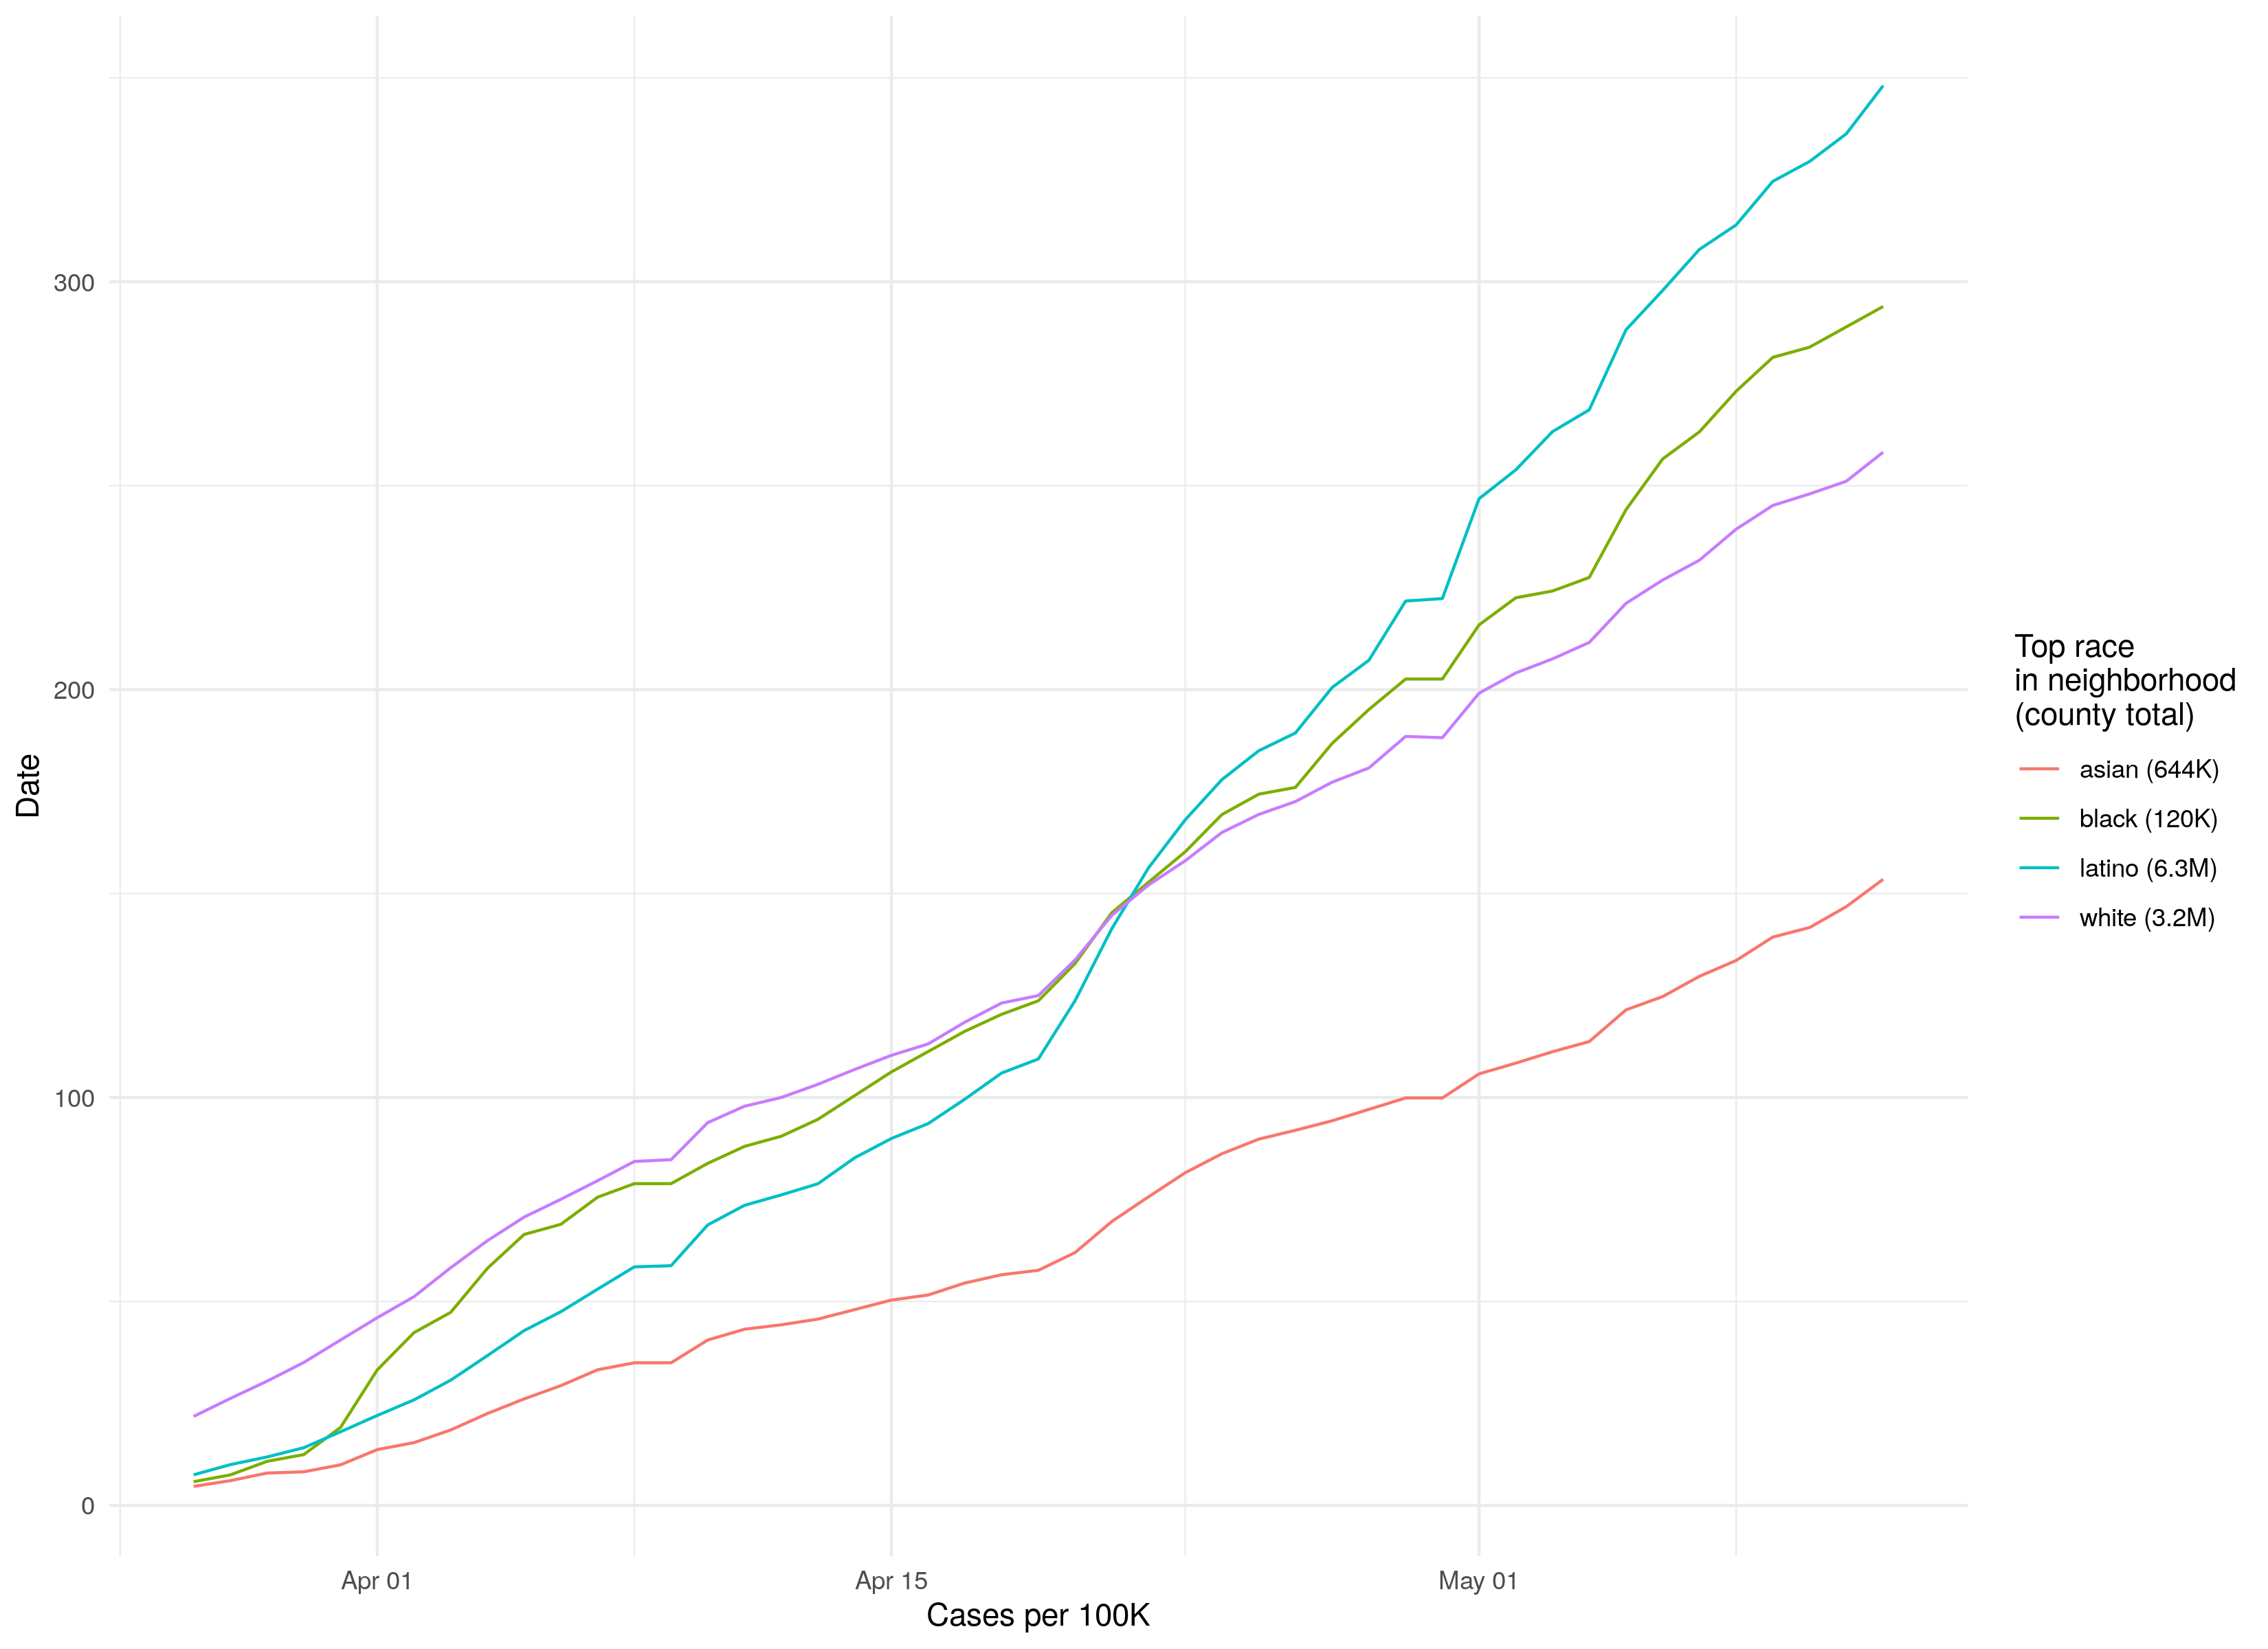 Date
300
200
100
0
Apr 01
Apr 15
May 01
Cases per 100K
Top race
in neighborhood
(county total)
asian (644K)
black (120K)
latino (6.3M)
white (3.2M)